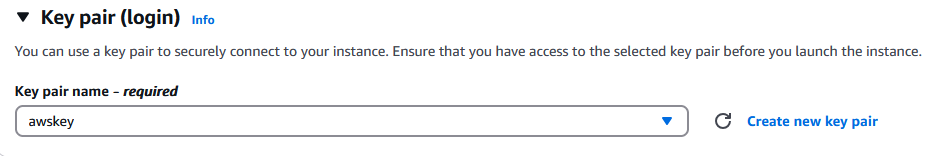 Key pair (login) Info
You can use a key pair to securely connect to your instance. Ensure that you have access to the selected key pair before you launch the instance.
Key pair name - required
awskey Create new key pair